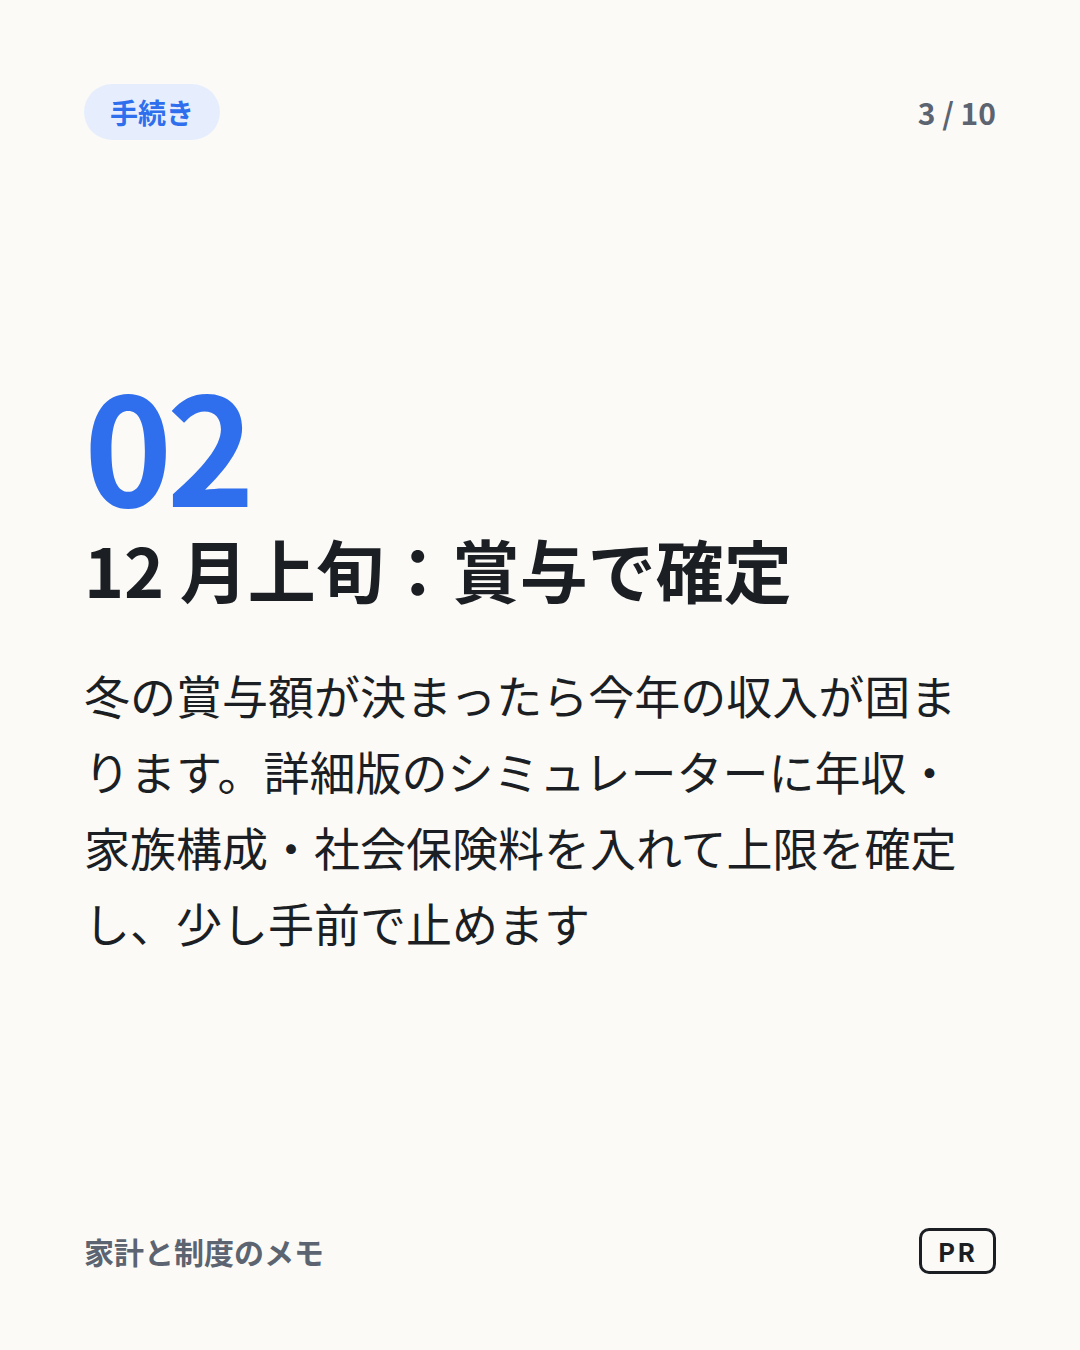 手続き
3 / 10
02
12 月上旬：賞与で確定
冬の賞与額が決まったら今年の収入が固ま
ります。詳細版のシミュレーターに年収・
家族構成・社会保険料を入れて上限を確定
し、少し手前で止めます
家計と制度のメモ
PR